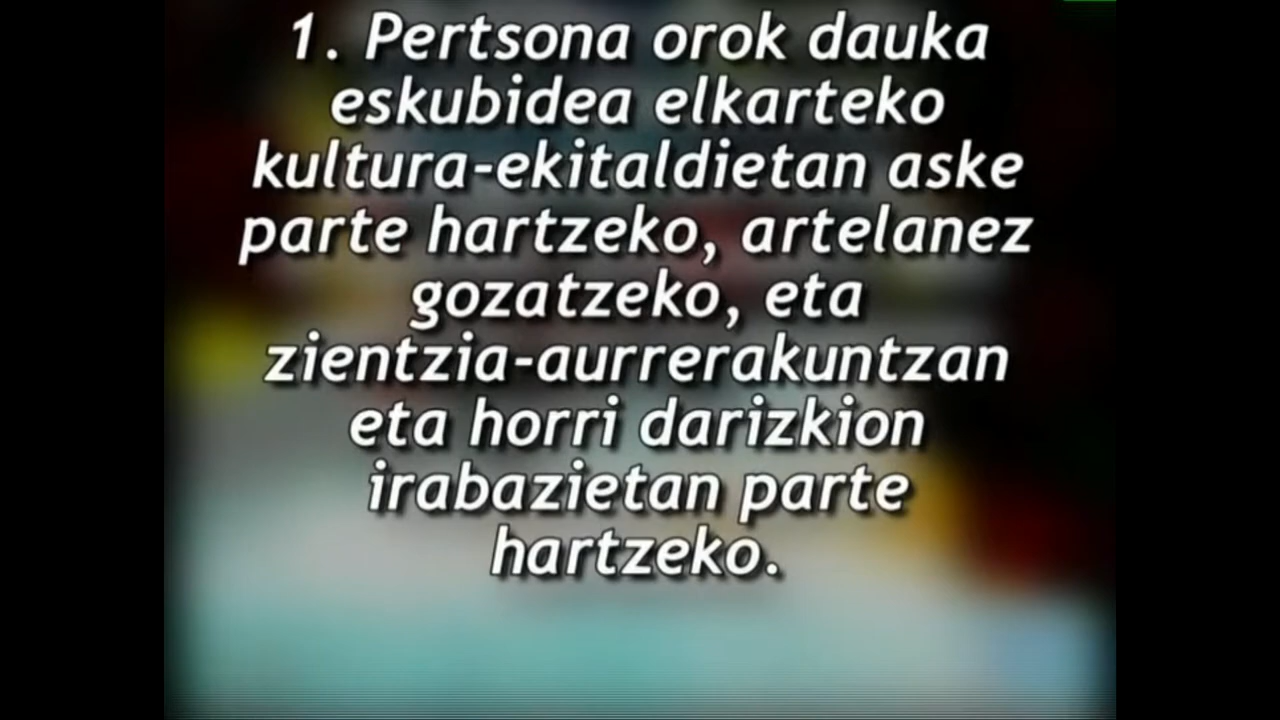 1. Pertsona orok dauka
eskubidea elkarteko
kultura-ekitaldietan aske
parte hartzeko, artelanez
gozatzeko, eta
zientzia-aurrerakuntzan
eta horri darizkion
irabazietan parte
hartzeko.